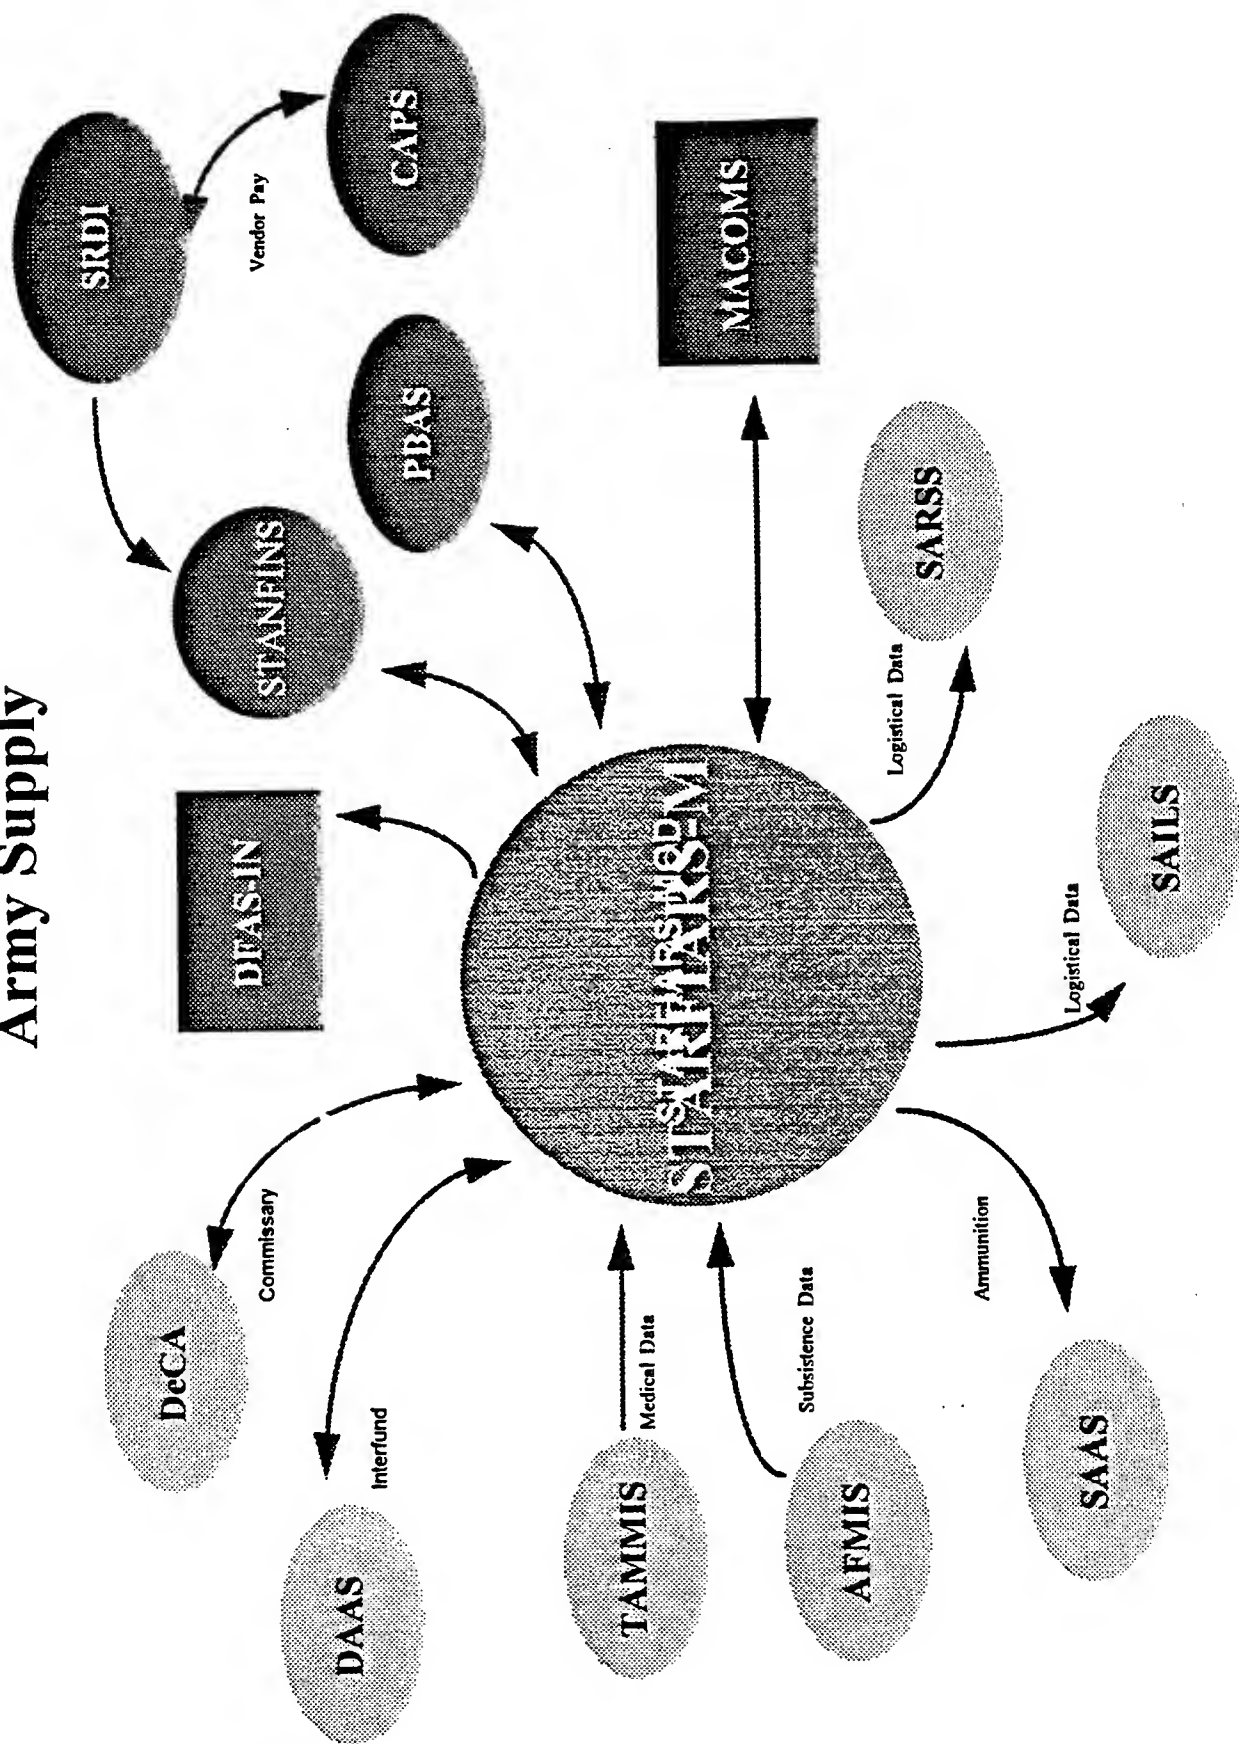 Army Supply
SRDI
DeCA
Commissary
DFAS-IN
STANFINS
Vendor Pay
DAAS
Interfund
PBAS
CAPS
TAMMIS
Medical Data
STARFIARS-M
MACOMS
Subsistence Data
AFMIS
Logistical Data
SARSS
Ammunition
Logistical Data
SAAS
SAILS